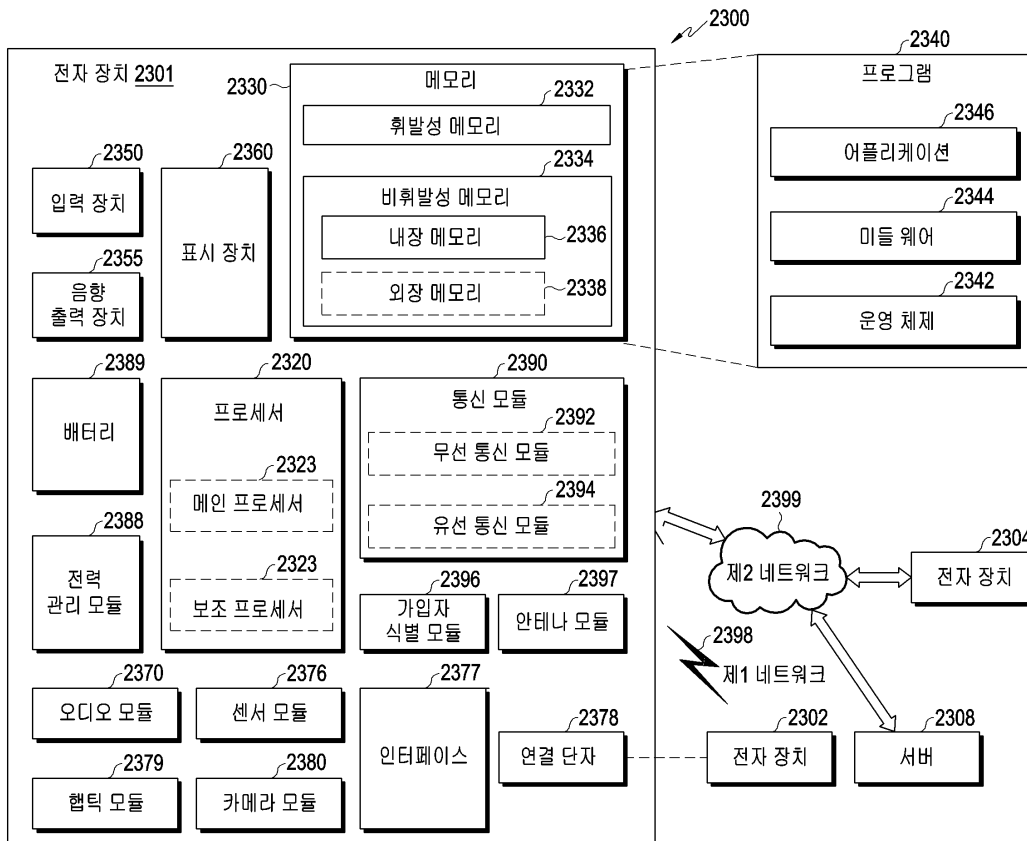 2300
전자 장치 2301
2330
메모리
2332
휘발성 메모리
2334
비휘발성 메모리
내장 메모리
2336
외장 메모리
2338
2340
프로그램
2346
어플리케이션
2344
미들 웨어
2342
운영 체제
2350
입력 장치
2360
표시 장치
2355
음향
출력 장치
2389
배터리
2320
프로세서
2323
메인 프로세서
2323
보조 프로세서
2390
통신 모듈
2392
무선 통신 모듈
2394
유선 통신 모듈
2388
전력
관리 모듈
2396
가입자
식별 모듈
2397
안테나 모듈
2399
제2 네트워크
2304
전자 장치
2398
제1 네트워크
2370
오디오 모듈
2376
센서 모듈
2377
인터페이스
2378
연결 단자
2302
전자 장치
2308
서버
2379
햅틱 모듈
2380
카메라 모듈